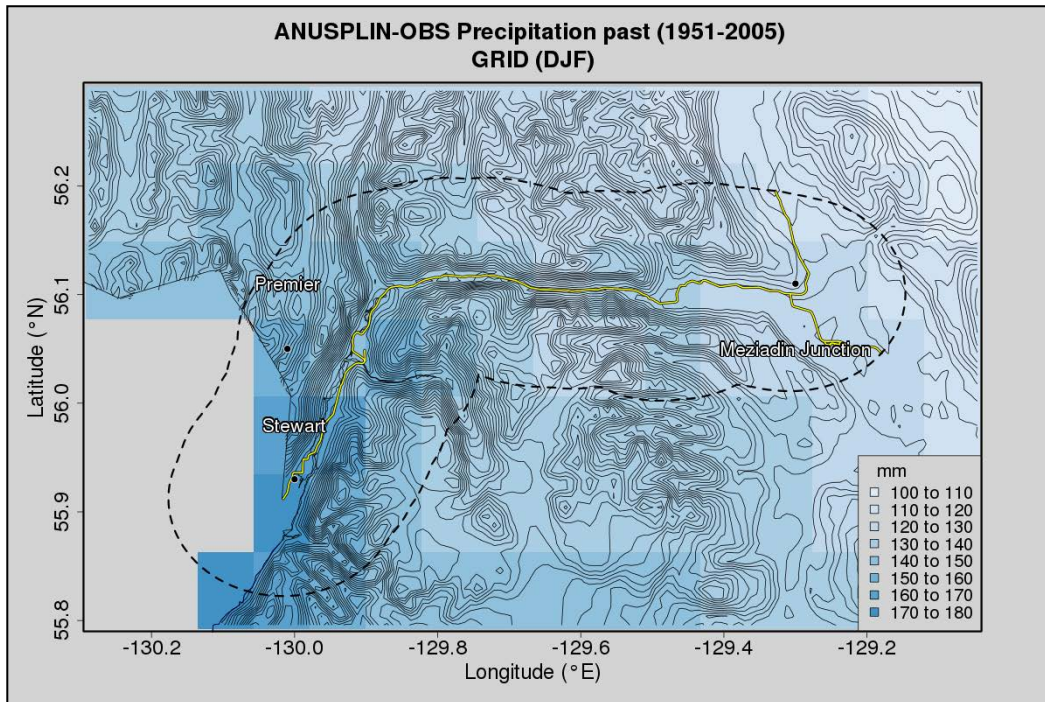 ANUSPLIN-OBS Precipitation past (1951-2005)
GRID (DJF)
Latitude (°N)
56.2
56.1
56.0
55.9
55.8
Premier
Meziadin Junction
Stewart
mm
100 to 110
110 to 120
120 to 130
130 to 140
140 to 150
150 to 160
160 to 170
170 to 180
-130.2
-130.0
-129.8
-129.6
-129.4
-129.2
Longitude (°E)